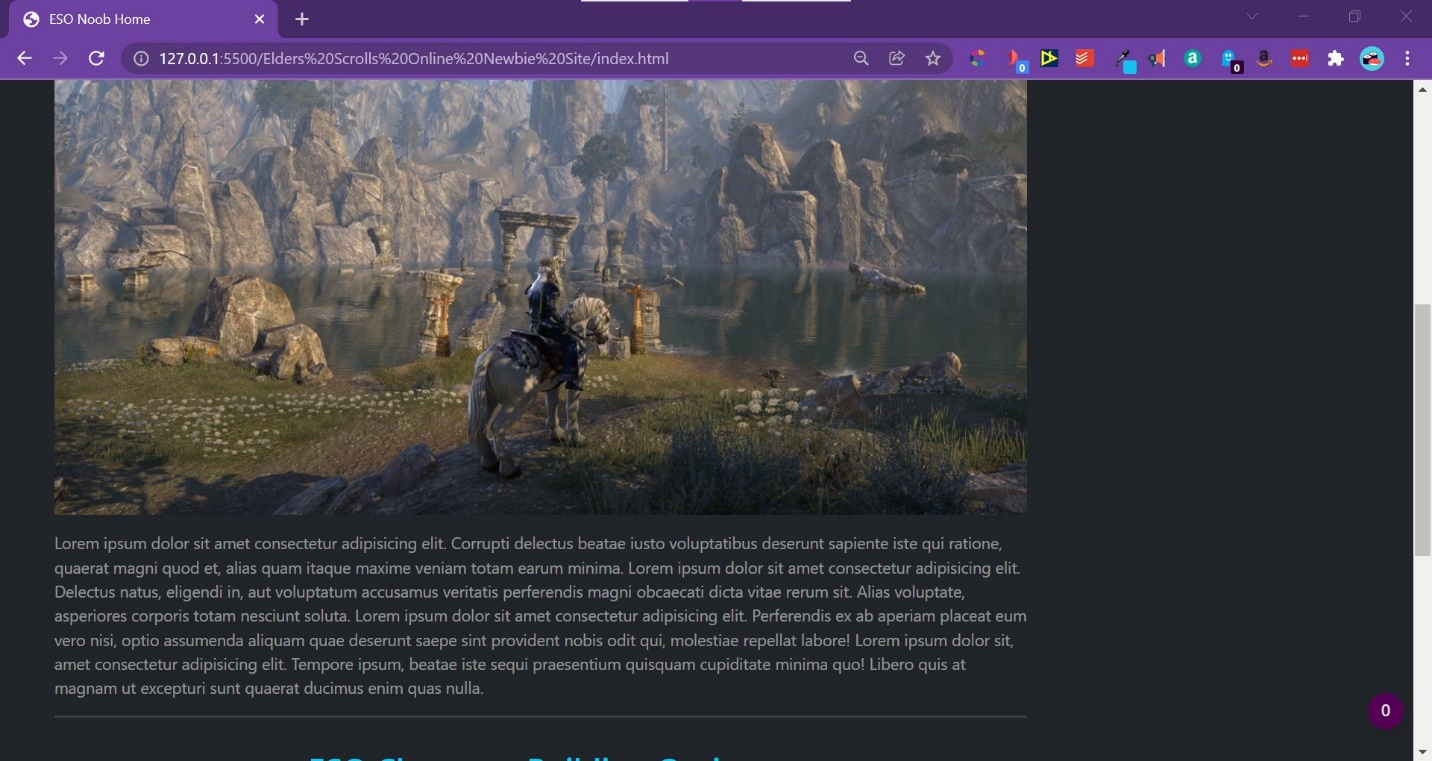 ESO Noob Home
127.0.0.1:5500/Elders%20Scrolls%20Online%20Newbie%20Site/index.html
0
0
a
Lorem ipsum dolor sit amet consectetur adipisicing elit. Corrupti delectus beatae iusto voluptatibus deserunt sapiente iste qui ratione,
quaerat magni quod et, alias quam itaque maxime veniam totam earum minima. Lorem ipsum dolor sit amet consectetur adipisicing elit.
Delectus natus, eligendi in, aut voluptatum accusamus veritatis perferendis magni obcaecati dicta vitae rerum sit. Alias voluptate,
asperiores corporis totam nesciunt soluta. Lorem ipsum dolor sit amet consectetur adipisicing elit. Perferendis ex ab aperiam placeat eum
vero nisi, optio assumenda aliquam quae deserunt saepe sint provident nobis odit qui, molestiae repellat labore! Lorem ipsum dolor sit,
amet consectetur adipisicing elit. Tempore ipsum, beatae iste sequi praesentium quisquam cupiditate minima quo! Libero quis at
magnam ut excepturi sunt quaerat ducimus enim quas nulla.
0